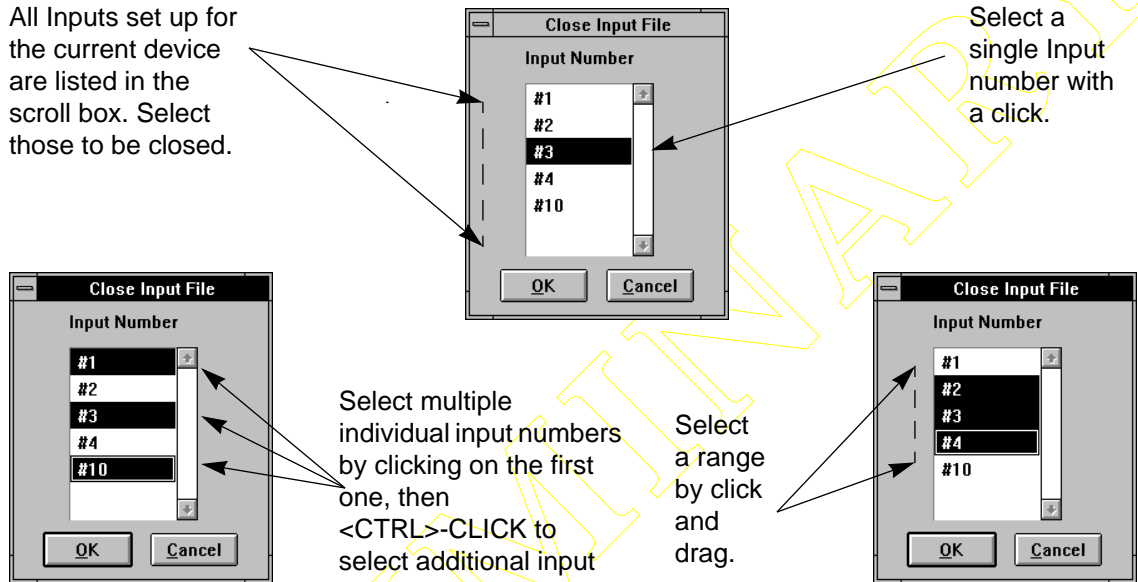 All Inputs set up for
the current device
are listed in the
scroll box. Select
those to be closed.
Close Input File
Input Number
#1
#2
#3
#4
#10
OK
Cancel
Select a
single Input
number with
a click.
Close Input File
Input Number
#1
#2
#3
#4
#10
OK
Cancel
Select multiple
individual input numbers
by clicking on the first
one, then
<CTRL>-CLICK to
select additional input
Select
a range
by click
and
drag.
Close Input File
Input Number
#1
#2
#3
#4
#10
OK
Cancel